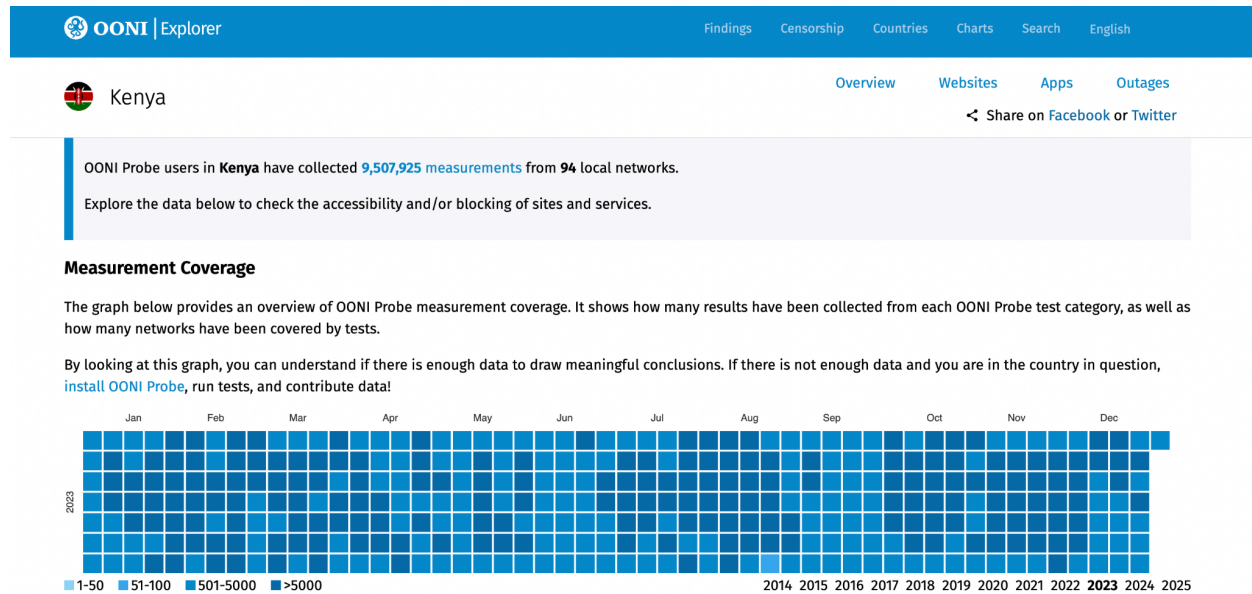 OONI | Explorer
Findings Censorship Countries Charts Search English
Kenya
Overview Websites Apps Outages
Share on Facebook or Twitter
OONI Probe users in Kenya have collected 9,507,925 measurements from 94 local networks.
Explore the data below to check the accessibility and/or blocking of sites and services.
Measurement Coverage
The graph below provides an overview of OONI Probe measurement coverage. It shows how many results have been collected from each OONI Probe test category, as well as
how many networks have been covered by tests.
By looking at this graph, you can understand if there is enough data to draw meaningful conclusions. If there is not enough data and you are in the country in question,
install OONI Probe, run tests, and contribute data!
Jan Feb Mar Apr May Jun Jul Aug Sep Oct Nov Dec
2023
1-50 51-100 501-5000 >5000
2014 2015 2016 2017 2018 2019 2020 2021 2022 2023 2024 2025